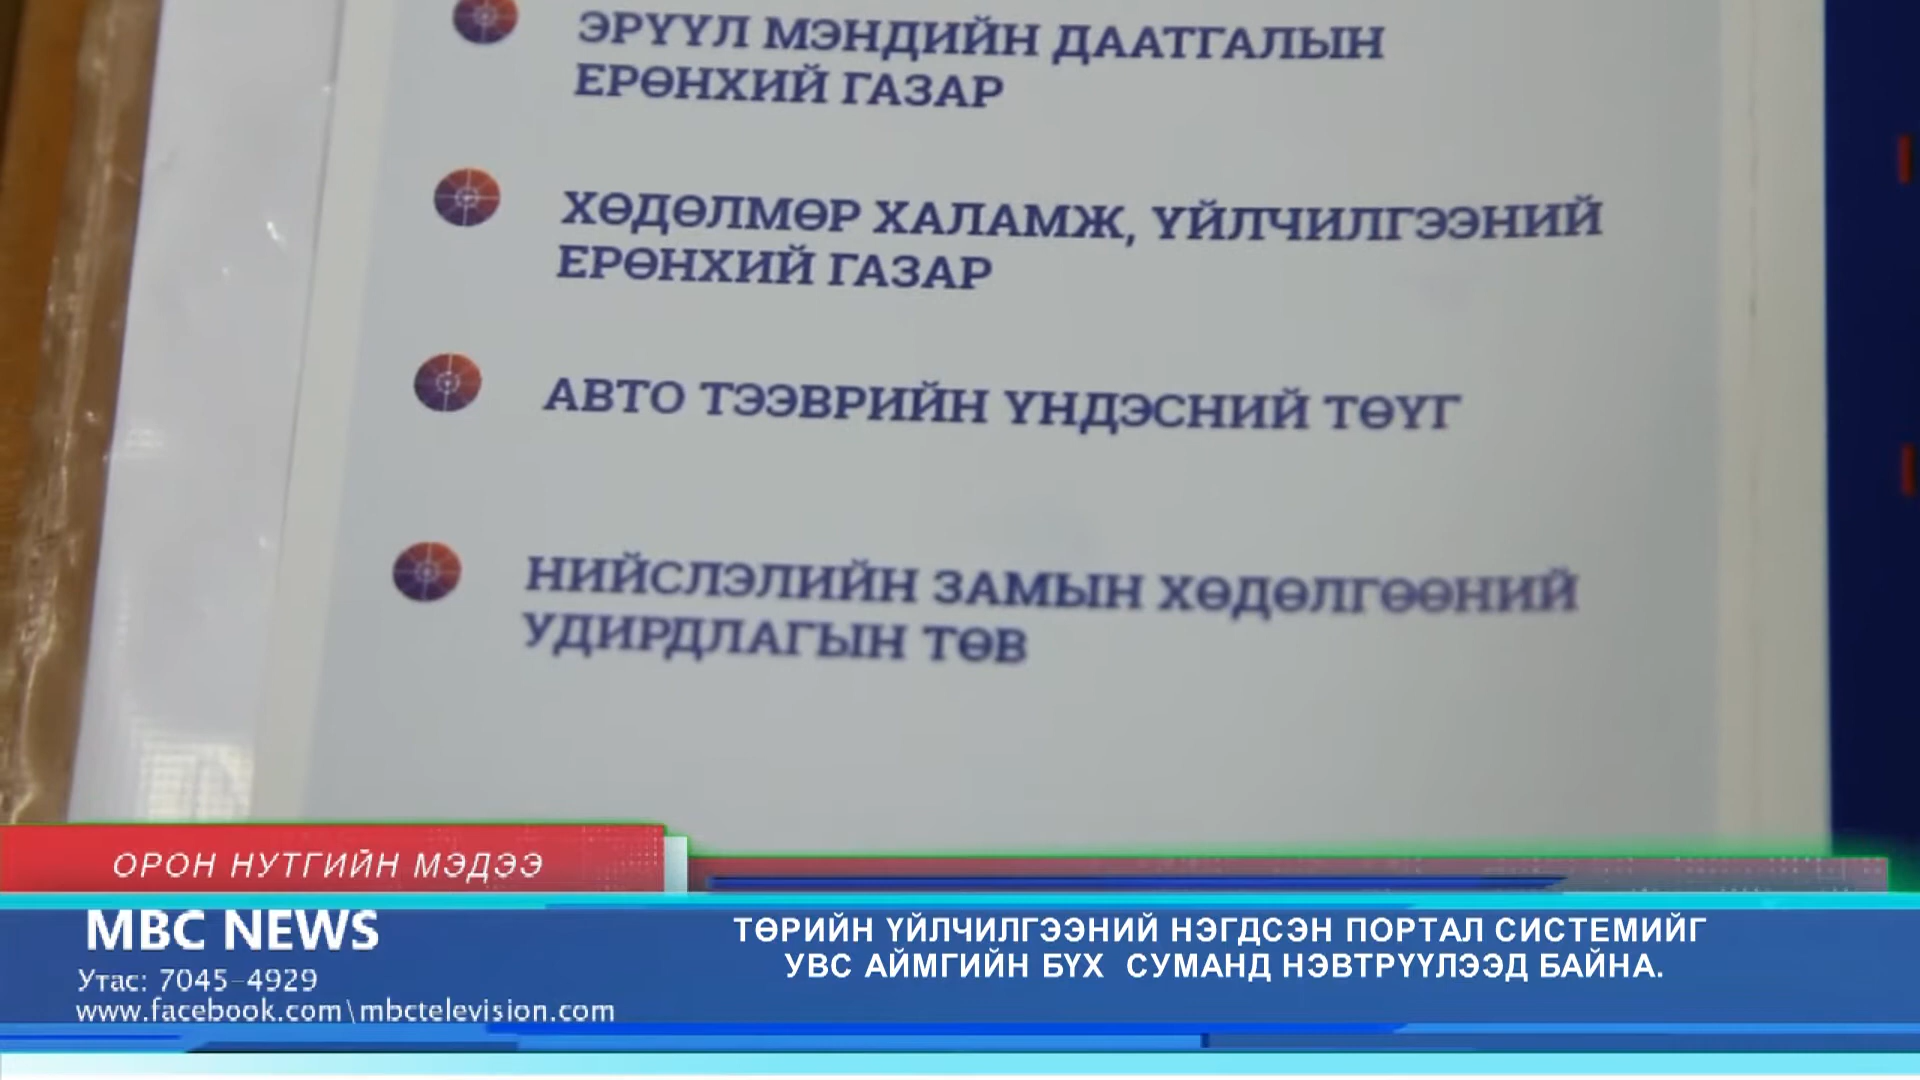 ЭРҮҮЛ МЭНДИЙН ДААТГАЛЫН
ЕРӨНХИЙ ГАЗАР
ХӨДӨЛМӨР ХАЛАМЖ, ҮЙЛЧИЛГЭЭНИЙ
ЕРӨНХИЙ ГАЗАР
АВТО ТЭЭВРИЙН ҮНДЭСНИЙ ТӨҮГ
НИЙСЛЭЛИЙН ЗАМЫН ХӨДӨЛГӨӨНИЙ
УДИРДЛАГЫН ТӨВ
ОРОН НУТГИЙН МЭДЭЭ
MBC NEWS
Утас: 7045-4929
www.facebook.com\mbctelevision.com
ТӨРИЙН ҮЙЛЧИЛГЭЭНИЙ НЭГДСЭН ПОРТАЛ СИСТЕМИЙГ
УВС АЙМГИЙН БҮХ  СУМАНД НЭВТРҮҮЛЭЭД БАЙНА.